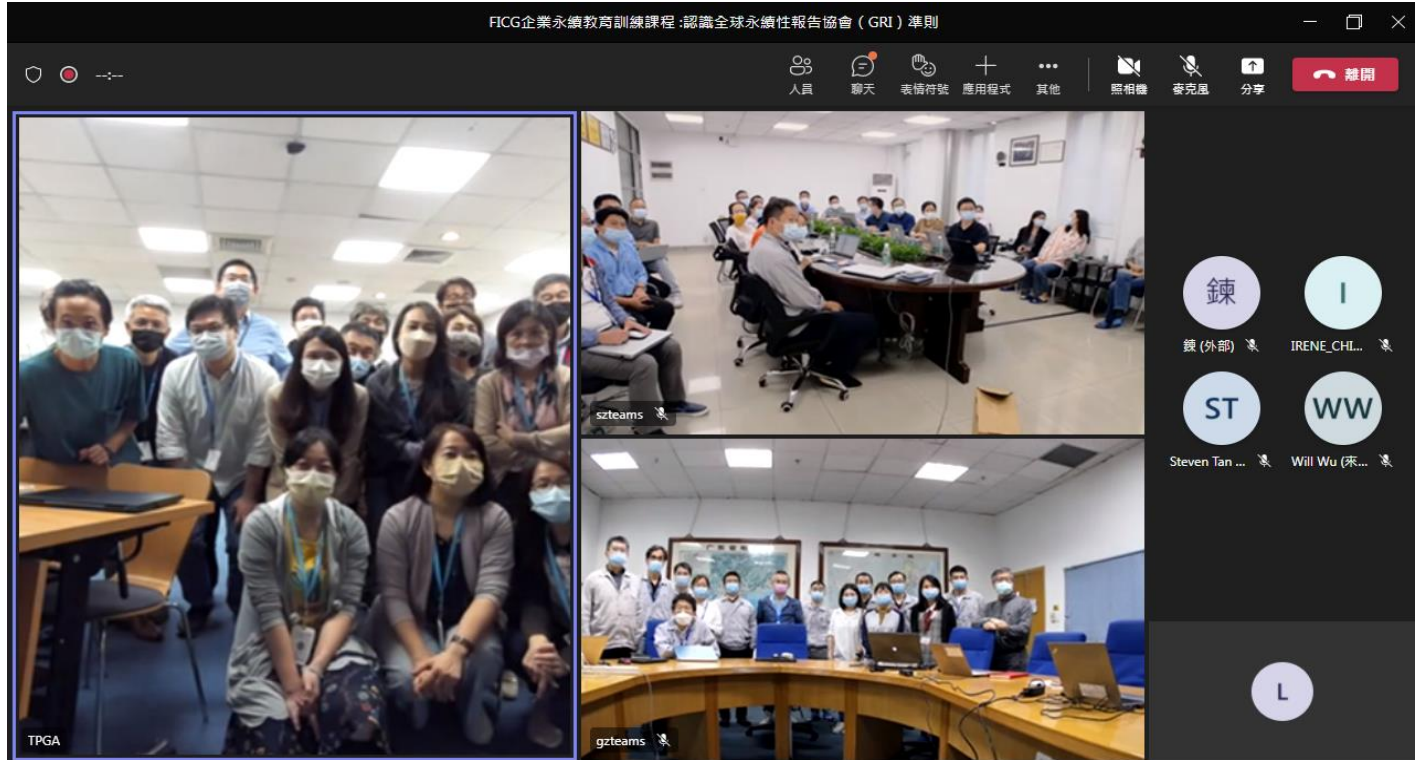 FICG企業永續教育訓練課程 :認識全球永續性報告協會（GRI）準則
--:--
人員
聊天
表情符號
應用程式
其他
照相機
麥克風
分享
離開
TPGA
szteams
gzteams
鍊
鍊 (外部)
I
IRENE_CHI...
ST
Steven Tan ...
WW
Will Wu (來...
L